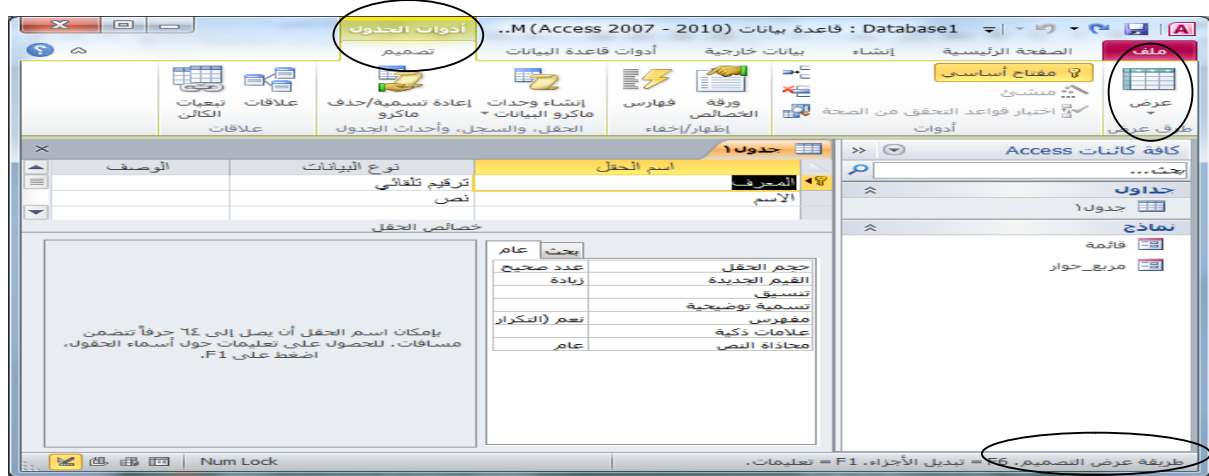 Database1 : قاعدة بيانات (Access 2007 - 2010) M...
أدوات الجدول
ملف
الصفحة الرئيسية
إنشاء
بيانات خارجية
أدوات قاعدة البيانات
تصميم
عرض
طرق عرض
مفتاح أساسي
منشئ
اختبار قواعد التحقق من الصحة
أدوات
ورقة الخصائص
فهارس
إظهار/إخفاء
إنشاء وحدات ماكرو البيانات
إعادة تسمية/حذف ماكرو
الحقل، والسجل، وأحداث الجدول
علاقات
تبعيات الكائن
علاقات
كافة كائنات Access
بحث...
جداول
جدول١
نماذج
قائمة
مربع_حوار
جدول١
اسم الحقل
نوع البيانات
الوصف
المعرف
ترقيم تلقائي
الاسم
نص
خصائص الحقل
عام
بحث
حجم الحقل
عدد صحيح
القيم الجديدة
زيادة
تنسيق
تسمية توضيحية
مفهرس
نعم (التكرار
علامات ذكية
محاذاة النص
عام
بإمكان اسم الحقل أن يصل إلى ٦٤ حرفاً تتضمن
مسافات. للحصول على تعليمات حول أسماء الحقول،
اضغط على F1.
طريقة عرض التصميم. F6 = تبديل الأجزاء. F1 = تعليمات.
Num Lock